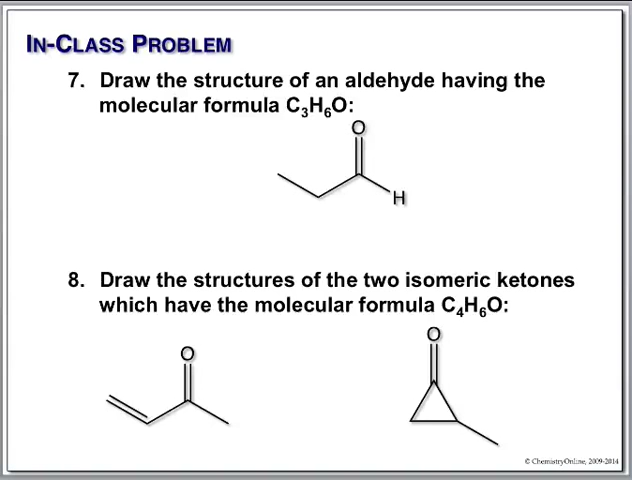 IN-CLASS PROBLEM
7. Draw the structure of an aldehyde having the
molecular formula C₃H₆O:
O
H
8. Draw the structures of the two isomeric ketones
which have the molecular formula C₄H₆O:
O
O
© ChemistryOnline, 2009-2014